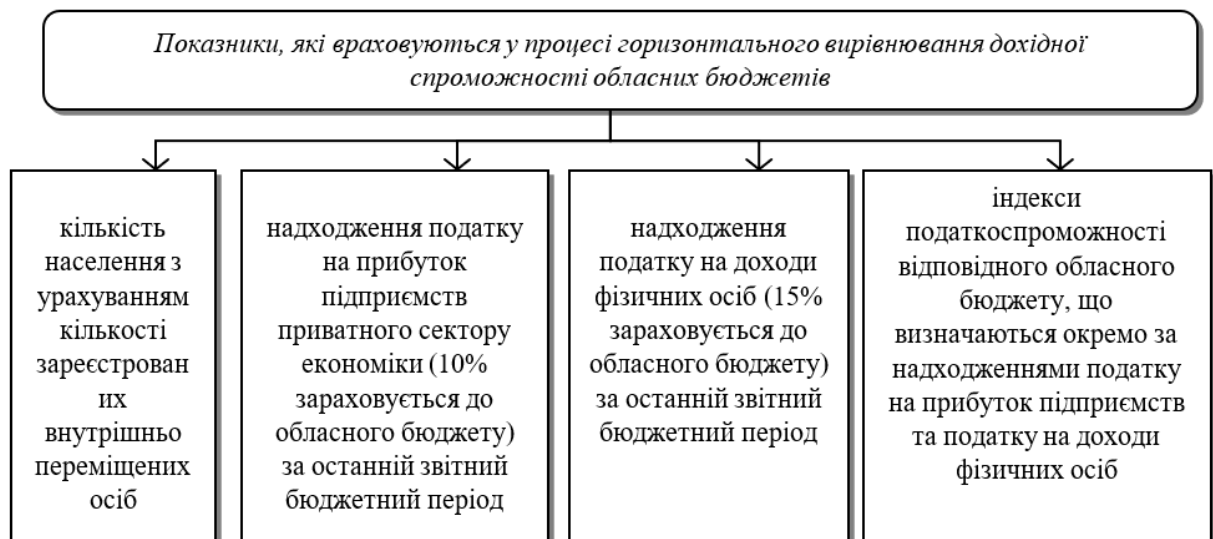 Показники, які враховуються у процесі горизонтального вирівнювання дохідної
спроможності обласних бюджетів
кількість
населення з
урахуванням
кількості
зареєстрован
их
внутрішньо
переміщених
осіб
надходження податку
на прибуток
підприємств
приватного сектору
економіки (10%
зараховується до
обласного бюджету)
за останній звітний
бюджетний період
надходження
податку на доходи
фізичних осіб (15%
зараховується до
обласного бюджету)
за останній звітний
бюджетний період
індекси
податкоспроможності
відповідного обласного
бюджету, що
визначаються окремо за
надходженнями податку
на прибуток підприємств
та податку на доходи
фізичних осіб